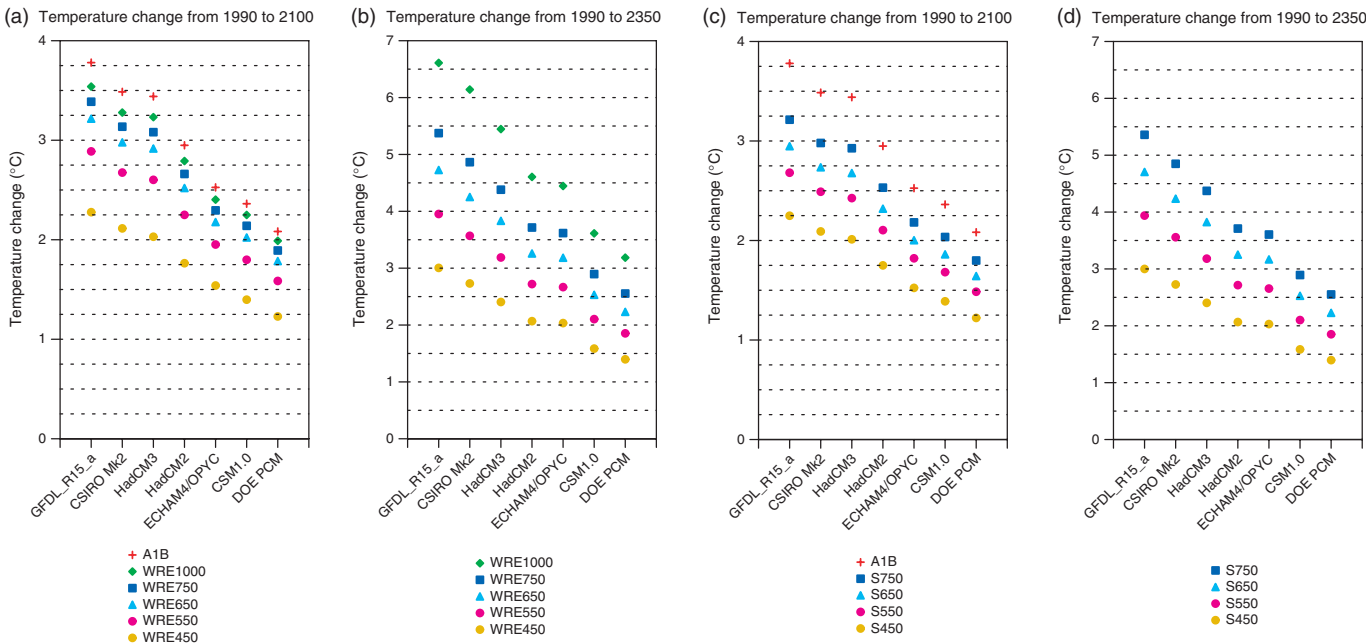 (a) Temperature change from 1990 to 2100
4
3
2
1
0
Temperature change (°C)
GFDL_R15_a
CSIRO Mk2
HadCM3
HadCM2
ECHAM4/OPYC
CSM1.0
DOE PCM
A1B
WRE1000
WRE750
WRE650
WRE550
WRE450
(b) Temperature change from 1990 to 2350
7
6
5
4
3
2
1
0
Temperature change (°C)
GFDL_R15_a
CSIRO Mk2
HadCM3
HadCM2
ECHAM4/OPYC
CSM1.0
DOE PCM
WRE1000
WRE750
WRE650
WRE550
WRE450
(c) Temperature change from 1990 to 2100
4
3
2
1
0
Temperature change (°C)
GFDL_R15_a
CSIRO Mk2
HadCM3
HadCM2
ECHAM4/OPYC
CSM1.0
DOE PCM
A1B
S750
S650
S550
S450
(d) Temperature change from 1990 to 2350
7
6
5
4
3
2
1
0
Temperature change (°C)
GFDL_R15_a
CSIRO Mk2
HadCM3
HadCM2
ECHAM4/OPYC
CSM1.0
DOE PCM
S750
S650
S550
S450